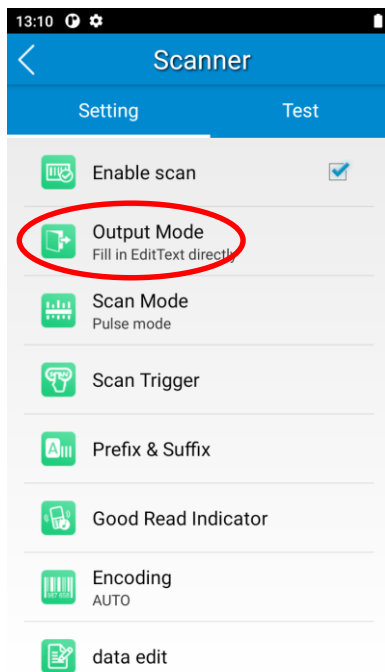 13:10
Scanner
Setting Test
Enable scan
Output Mode
Fill in EditText directly
Scan Mode
Pulse mode
Scan Trigger
Prefix & Suffix
Good Read Indicator
Encoding
AUTO
data edit